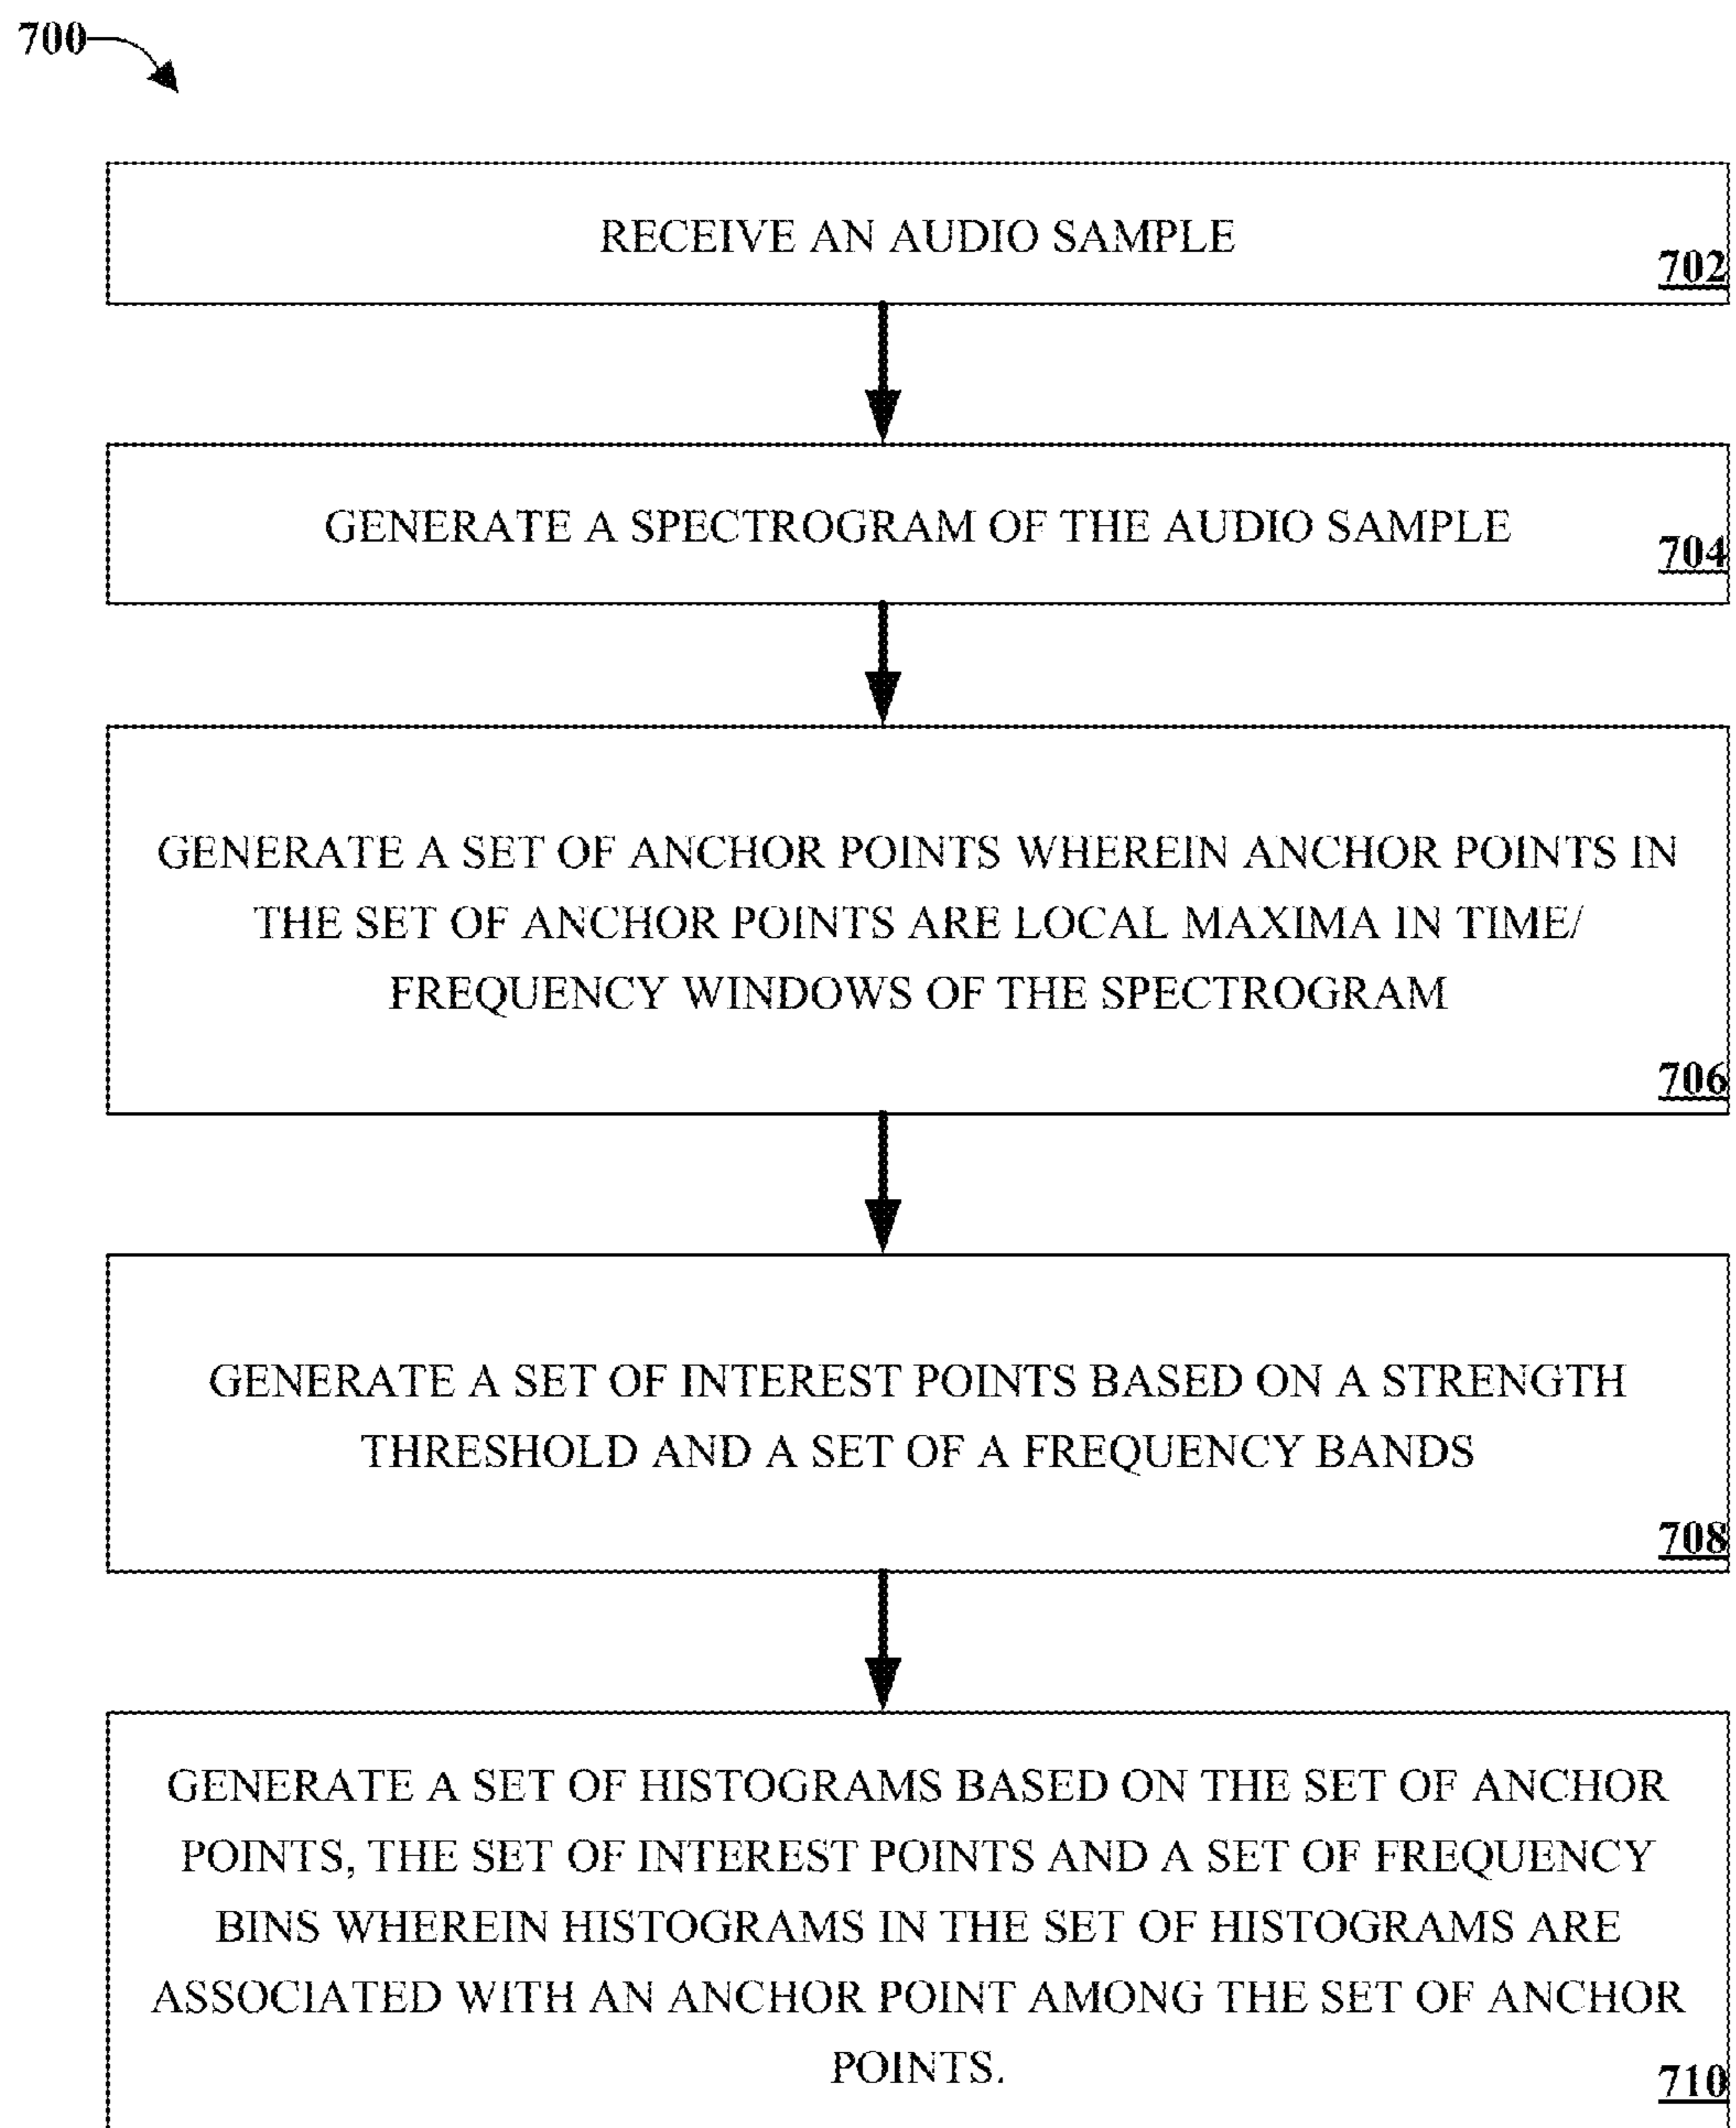 700
RECEIVE AN AUDIO SAMPLE
702
GENERATE A SPECTROGRAM OF THE AUDIO SAMPLE
704
GENERATE A SET OF ANCHOR POINTS WHEREIN ANCHOR POINTS IN
THE SET OF ANCHOR POINTS ARE LOCAL MAXIMA IN TIME/
FREQUENCY WINDOWS OF THE SPECTROGRAM
706
GENERATE A SET OF INTEREST POINTS BASED ON A STRENGTH
THRESHOLD AND A SET OF A FREQUENCY BANDS
708
GENERATE A SET OF HISTOGRAMS BASED ON THE SET OF ANCHOR
POINTS, THE SET OF INTEREST POINTS AND A SET OF FREQUENCY
BINS WHEREIN HISTOGRAMS IN THE SET OF HISTOGRAMS ARE
ASSOCIATED WITH AN ANCHOR POINT AMONG THE SET OF ANCHOR
POINTS.
710